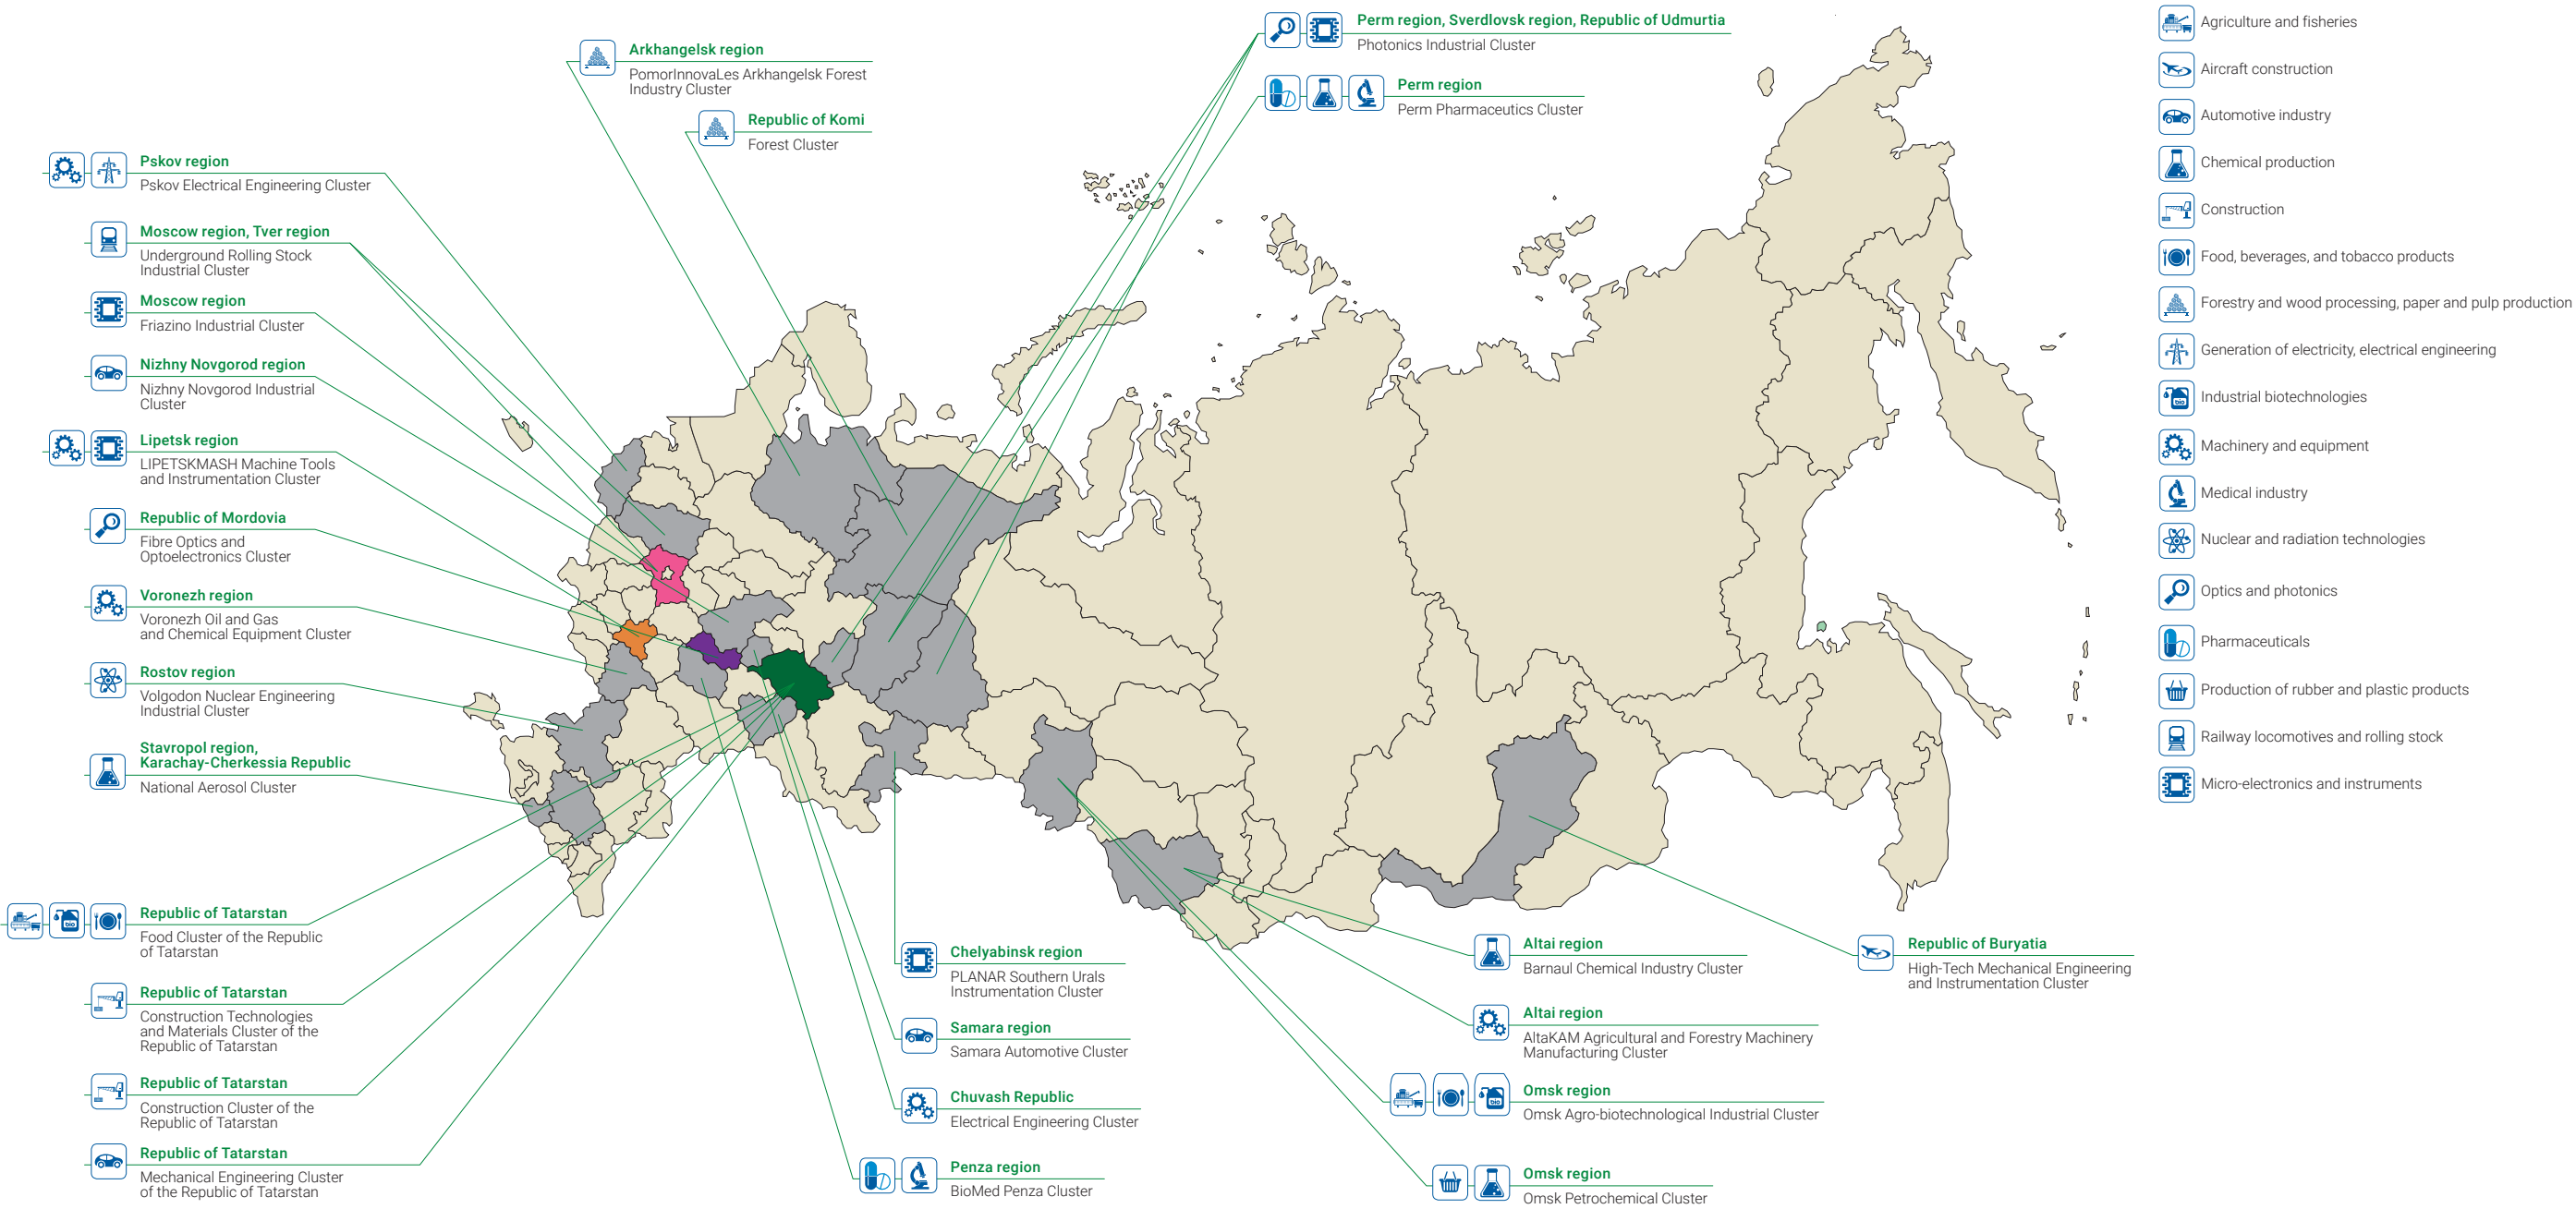 Perm region, Sverdlovsk region, Republic of Udmurtia
Photonics Industrial Cluster
Perm region
Perm Pharmaceutics Cluster
Arkhangelsk region
PomorInnovaLes Arkhangelsk Forest
Industry Cluster
Republic of Komi
Forest Cluster
Pskov region
Pskov Electrical Engineering Cluster
Moscow region, Tver region
Underground Rolling Stock
Industrial Cluster
Moscow region
Friazino Industrial Cluster
Nizhny Novgorod region
Nizhny Novgorod Industrial
Cluster
Lipetsk region
LIPETSKMASH Machine Tools
and Instrumentation Cluster
Republic of Mordovia
Fibre Optics and
Optoelectronics Cluster
Voronezh region
Voronezh Oil and Gas
and Chemical Equipment Cluster
Rostov region
Volgodon Nuclear Engineering
Industrial Cluster
Stavropol region,
Karachay-Cherkessia Republic
National Aerosol Cluster
Republic of Tatarstan
bio
Food Cluster of the Republic
of Tatarstan
Republic of Tatarstan
Construction Technologies
and Materials Cluster of the
Republic of Tatarstan
Republic of Tatarstan
Construction Cluster of the
Republic of Tatarstan
Republic of Tatarstan
Mechanical Engineering Cluster
of the Republic of Tatarstan
Chelyabinsk region
PLANAR Southern Urals
Instrumentation Cluster
Samara region
Samara Automotive Cluster
Chuvash Republic
Electrical Engineering Cluster
Penza region
BioMed Penza Cluster
Altai region
Barnaul Chemical Industry Cluster
Altai region
AltaKAM Agricultural and Forestry Machinery
Manufacturing Cluster
Omsk region
bio
Omsk Agro-biotechnological Industrial Cluster
Omsk region
Omsk Petrochemical Cluster
Republic of Buryatia
High-Tech Mechanical Engineering
and Instrumentation Cluster
Agriculture and fisheries
Aircraft construction
Automotive industry
Chemical production
Construction
Food, beverages, and tobacco products
Forestry and wood processing, paper and pulp production
Generation of electricity, electrical engineering
bio
Industrial biotechnologies
Machinery and equipment
Medical industry
Nuclear and radiation technologies
Optics and photonics
Pharmaceuticals
Production of rubber and plastic products
Railway locomotives and rolling stock
Micro-electronics and instruments